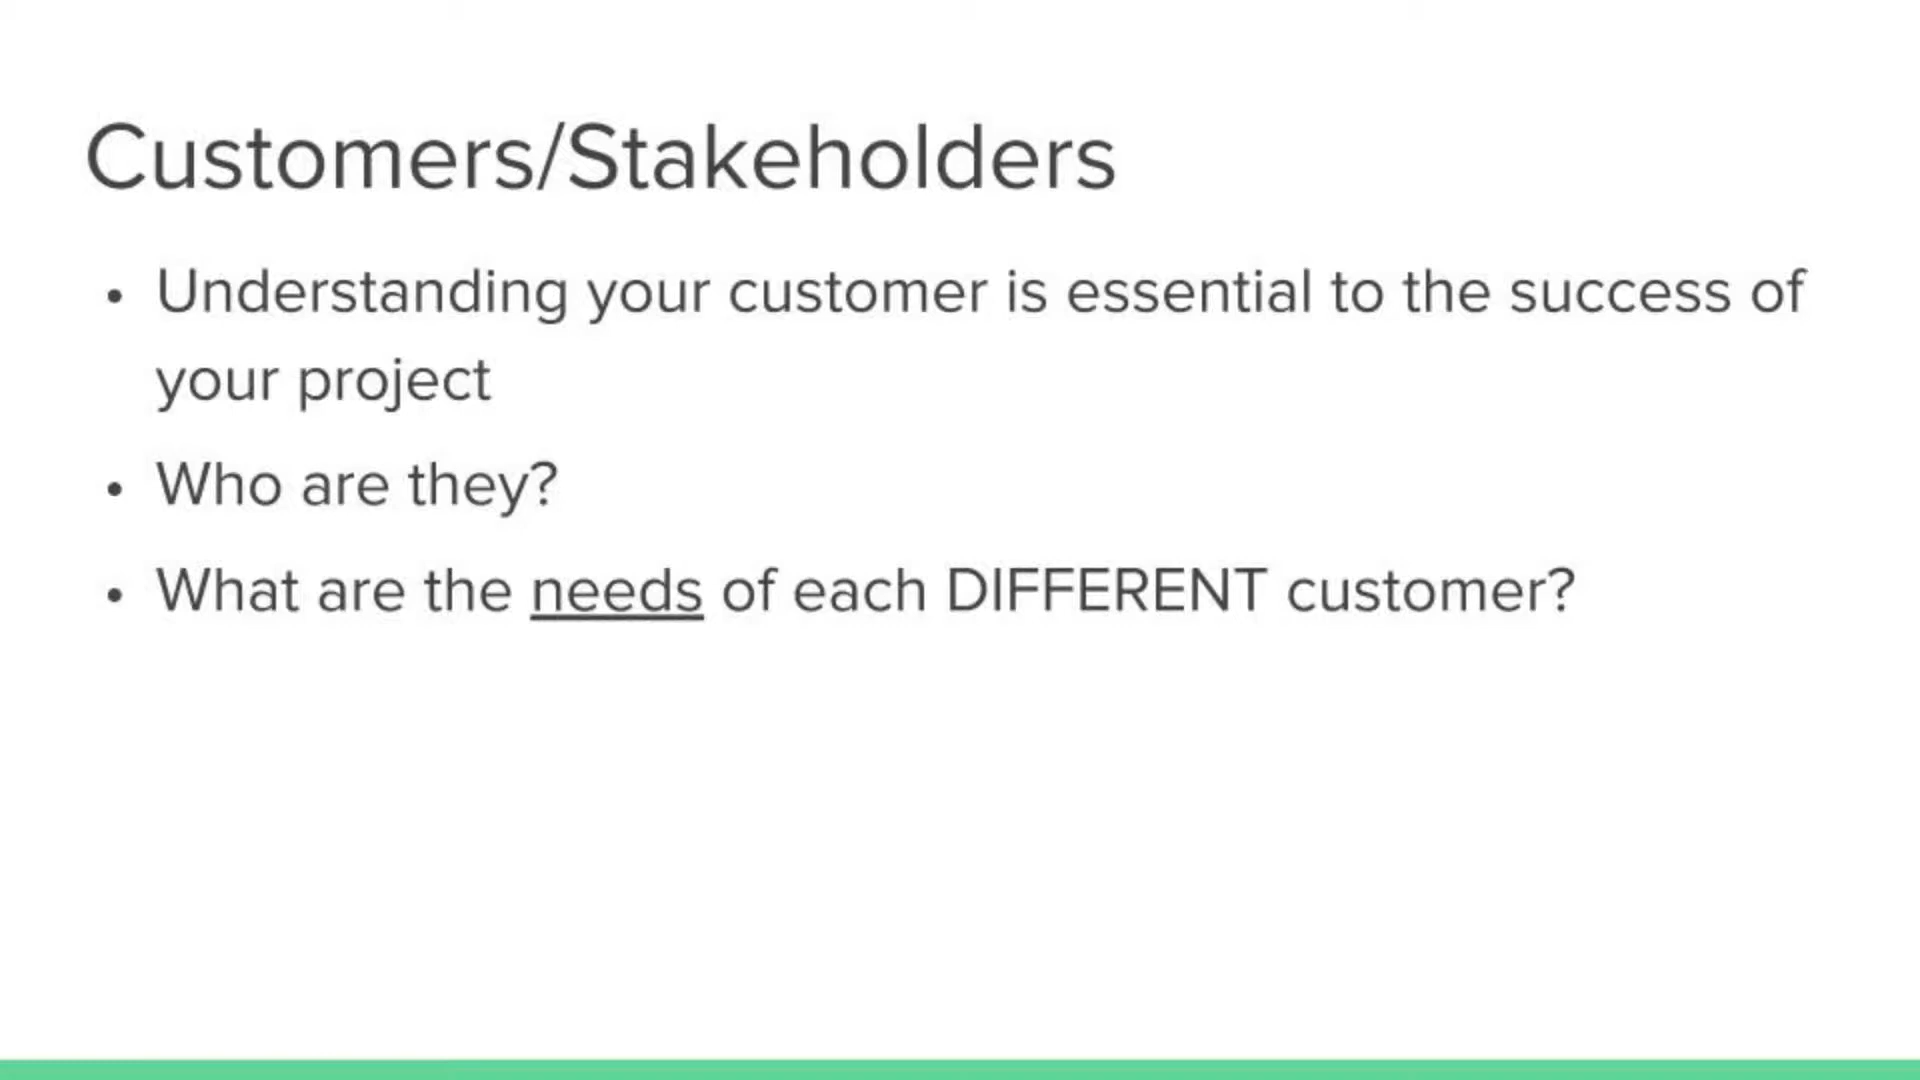 Customers/Stakeholders
• Understanding your customer is essential to the success of
your project
• Who are they?
• What are the needs of each DIFFERENT customer?